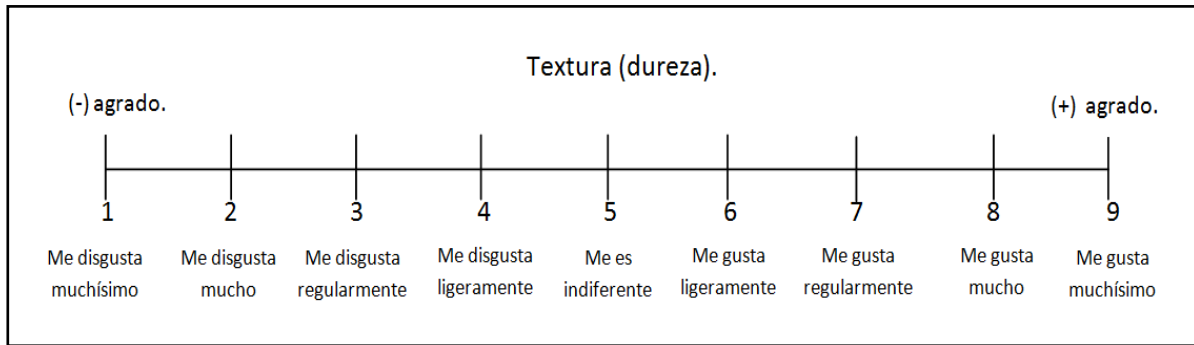 Textura (dureza).
(-) agrado.
(+) agrado.
1 2 3 4 5 6 7 8 9
Me disgusta Me disgusta Me disgusta Me disgusta Me es Me gusta Me gusta Me gusta Me gusta
muchísimo mucho regularmente ligeramente indiferente ligeramente regularmente mucho muchísimo